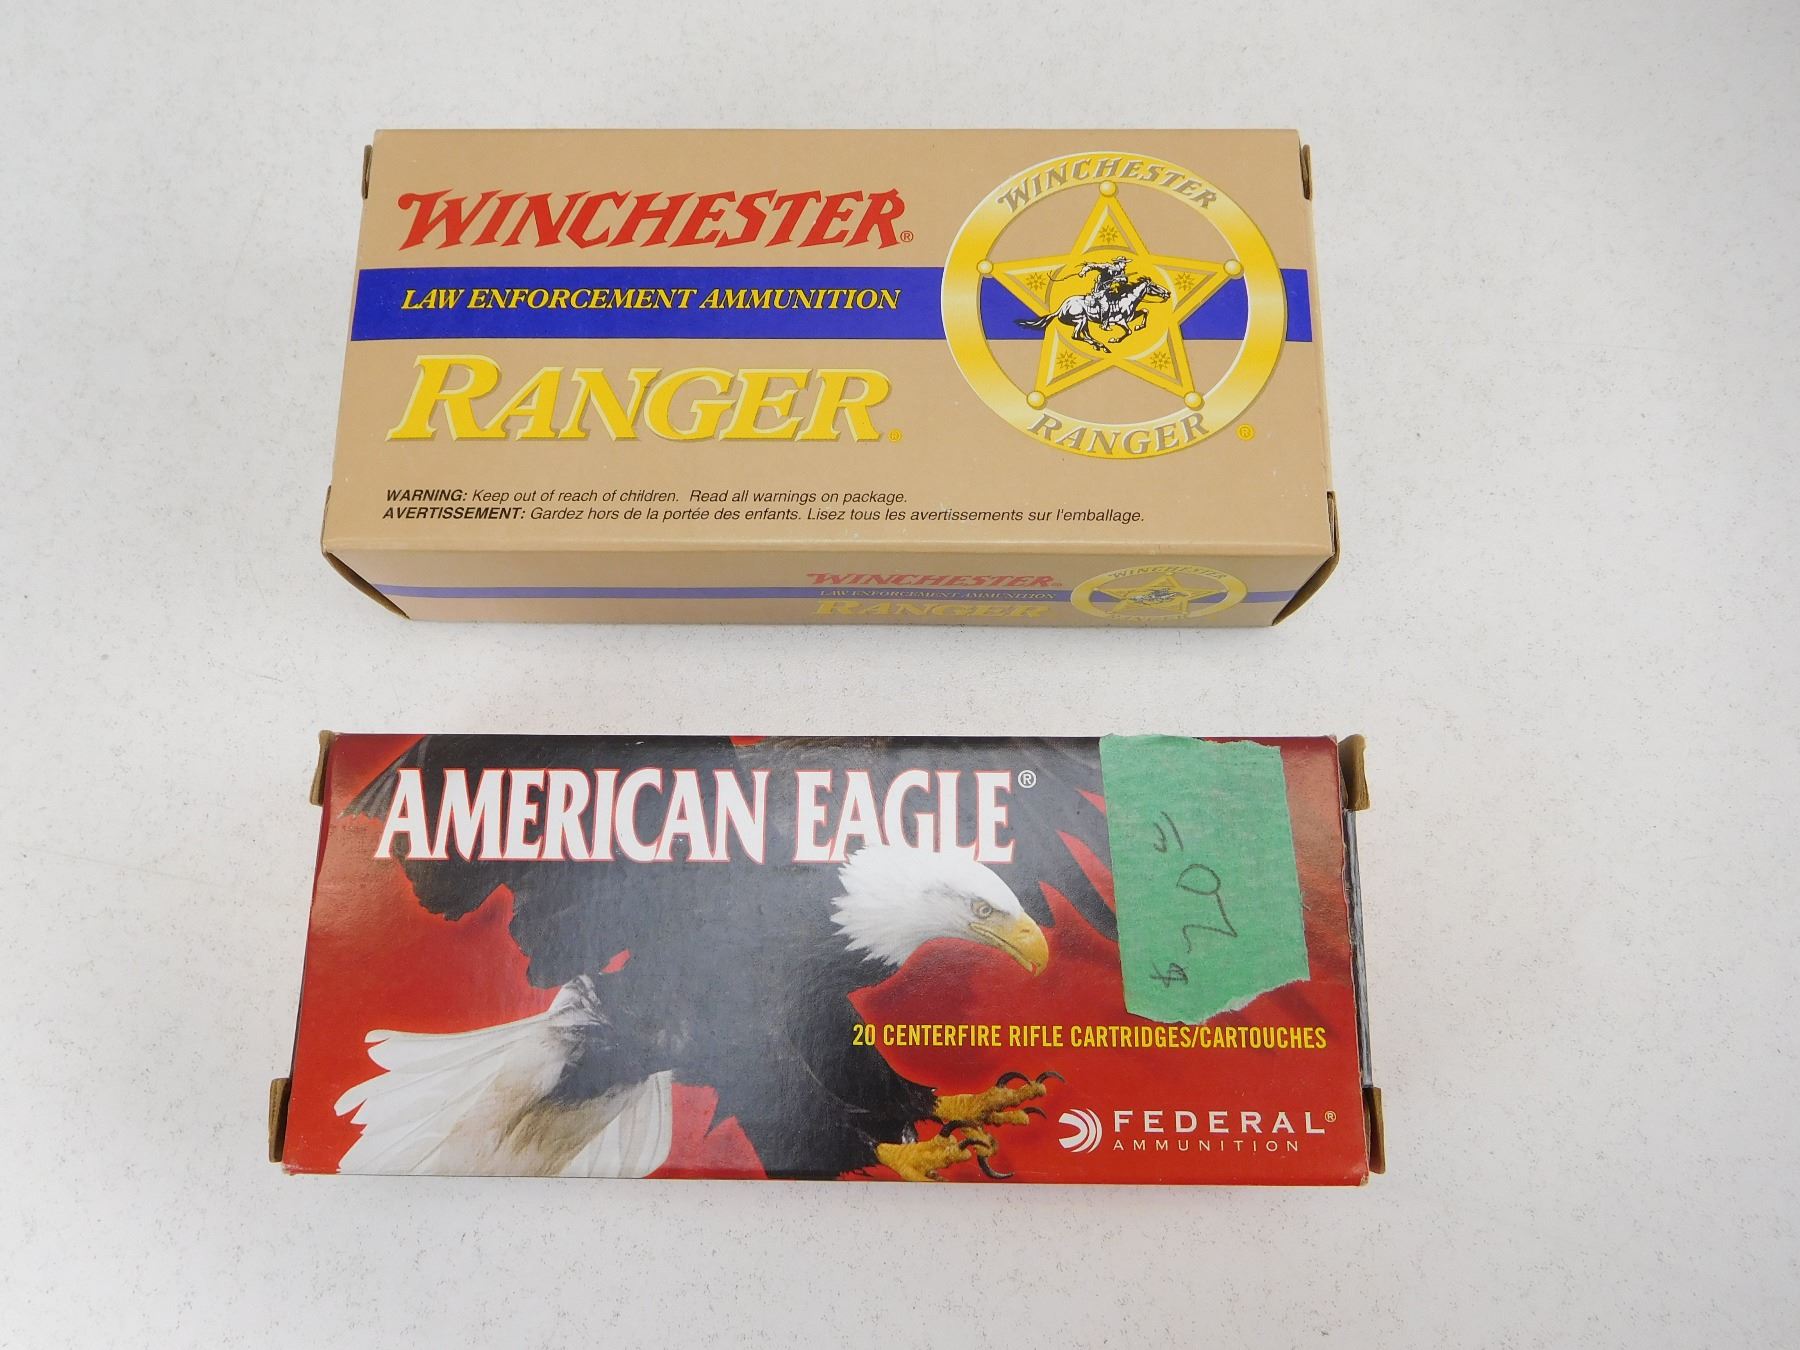 WINCHESTER®
LAW ENFORCEMENT AMMUNITION
RANGER®
WINCHESTER
RANGER®
WARNING: Keep out of reach of children. Read all warnings on package.
AVERTISSEMENT: Gardez hors de la portée des enfants. Lisez tous les avertissements sur l'emballage.
WINCHESTER®
LAW ENFORCEMENT AMMUNITION
RANGER
WINCHESTER
RANGER
AMERICAN EAGLE®
$20
20 CENTERFIRE RIFLE CARTRIDGES/CARTOUCHES
FEDERAL®
AMMUNITION